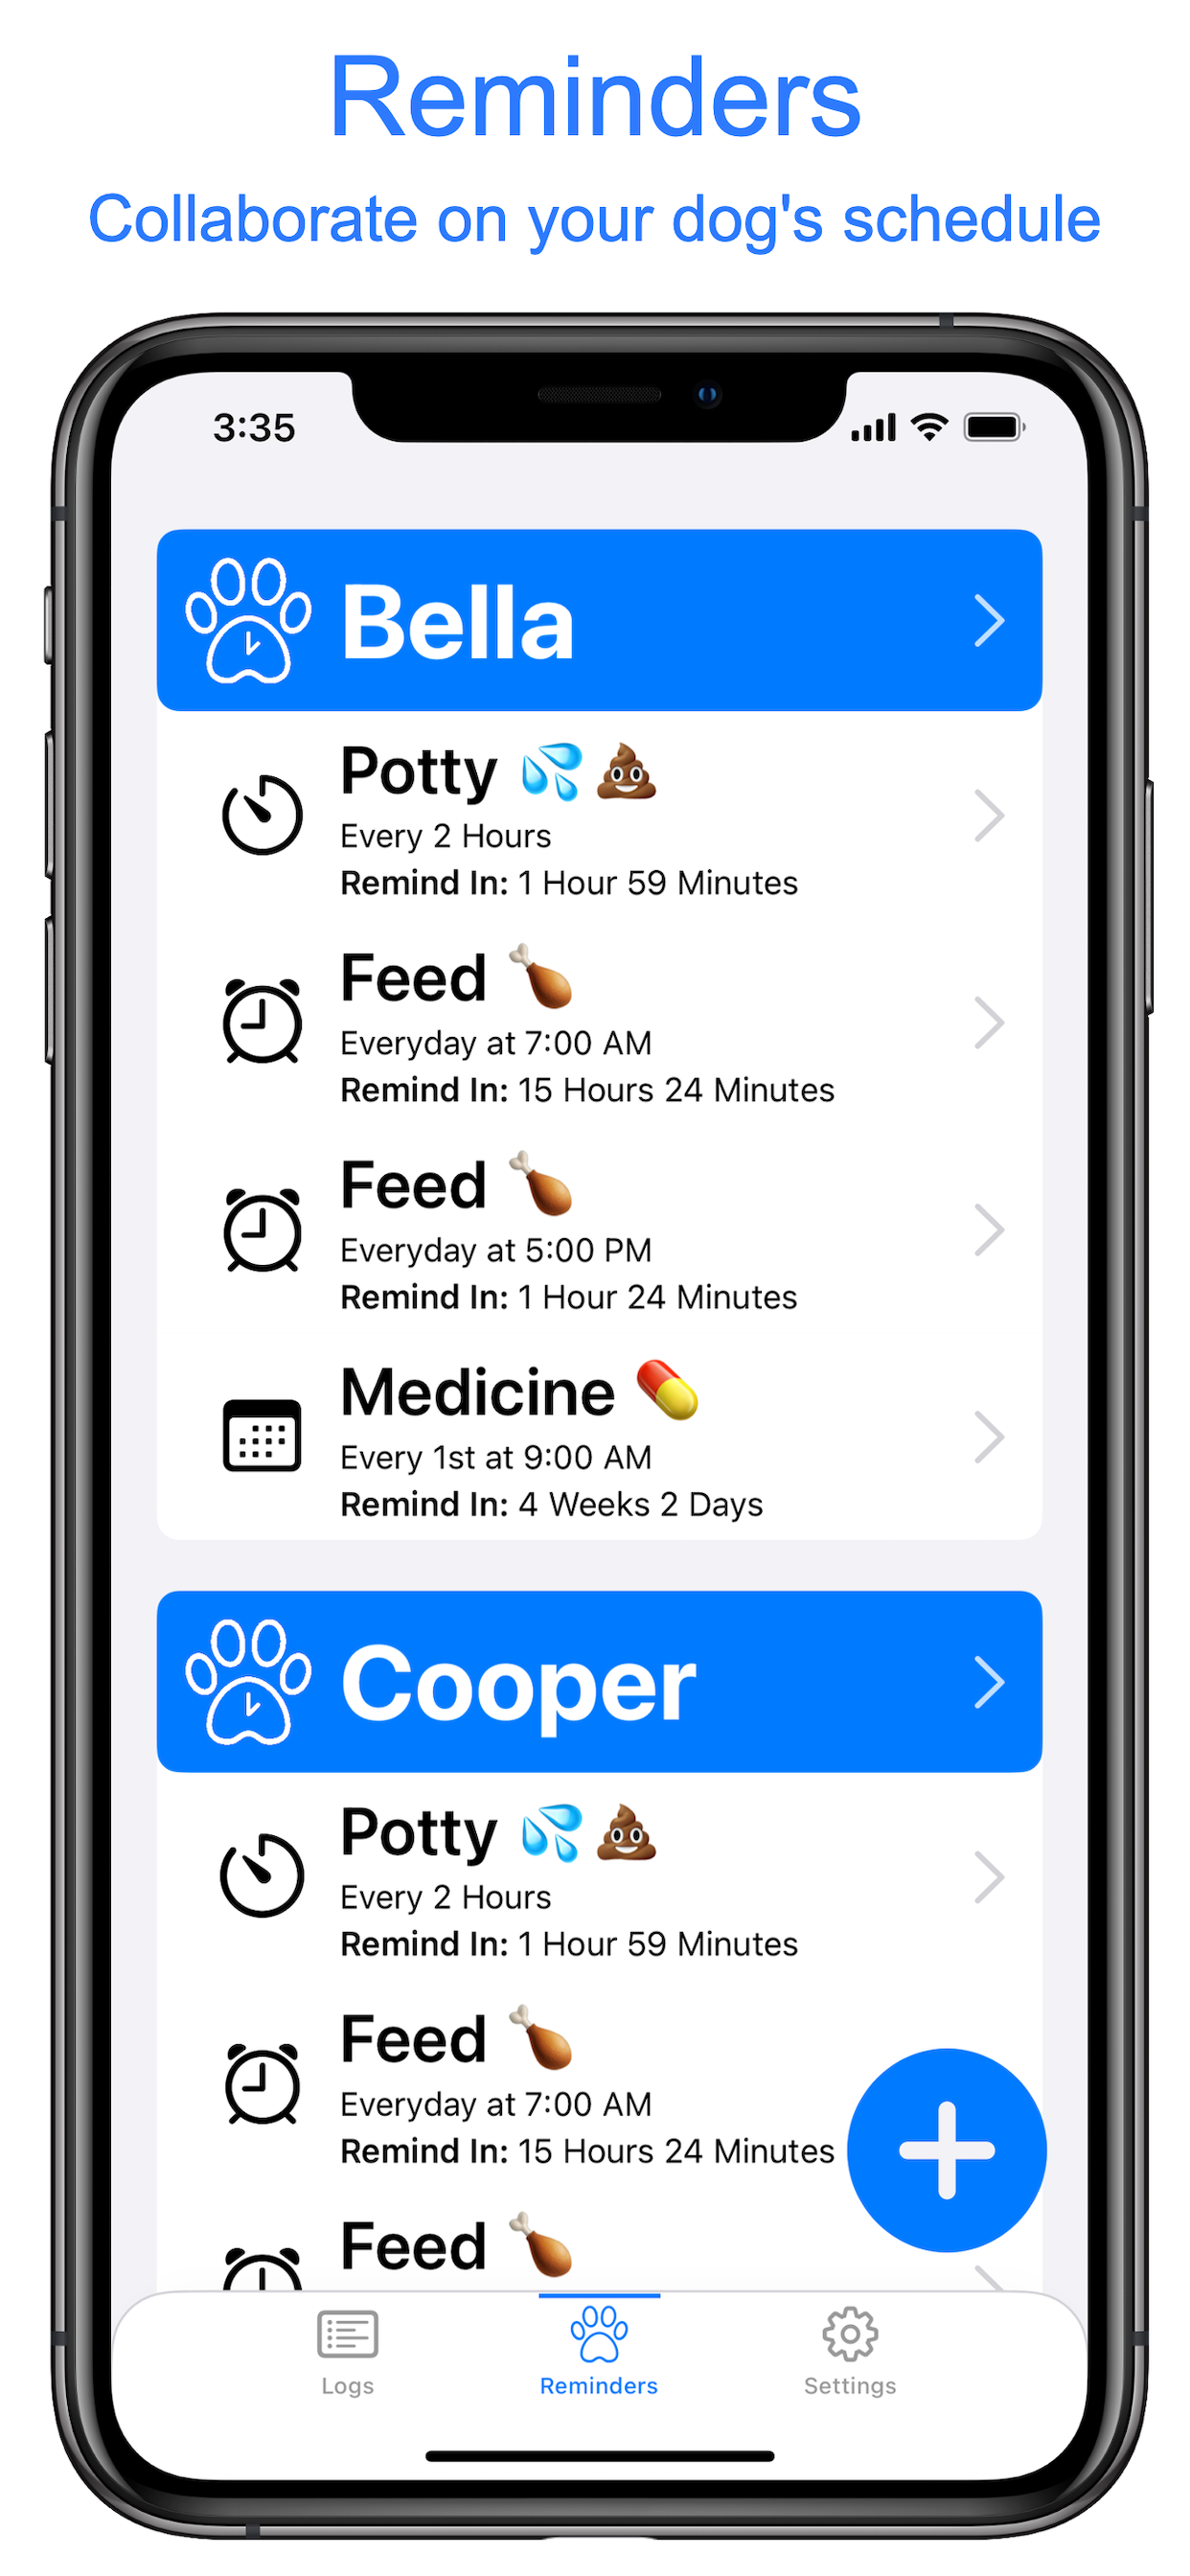 Reminders
Collaborate on your dog's schedule
3:35
Bella
Potty 💦 💩
Every 2 Hours
Remind In: 1 Hour 59 Minutes
Feed 🍗
Everyday at 7:00 AM
Remind In: 15 Hours 24 Minutes
Feed 🍗
Everyday at 5:00 PM
Remind In: 1 Hour 24 Minutes
Medicine 💊
Every 1st at 9:00 AM
Remind In: 4 Weeks 2 Days
Cooper
Potty 💦 💩
Every 2 Hours
Remind In: 1 Hour 59 Minutes
Feed 🍗
Everyday at 7:00 AM
Remind In: 15 Hours 24 Minutes
Feed 🍗
Logs
Reminders
Settings